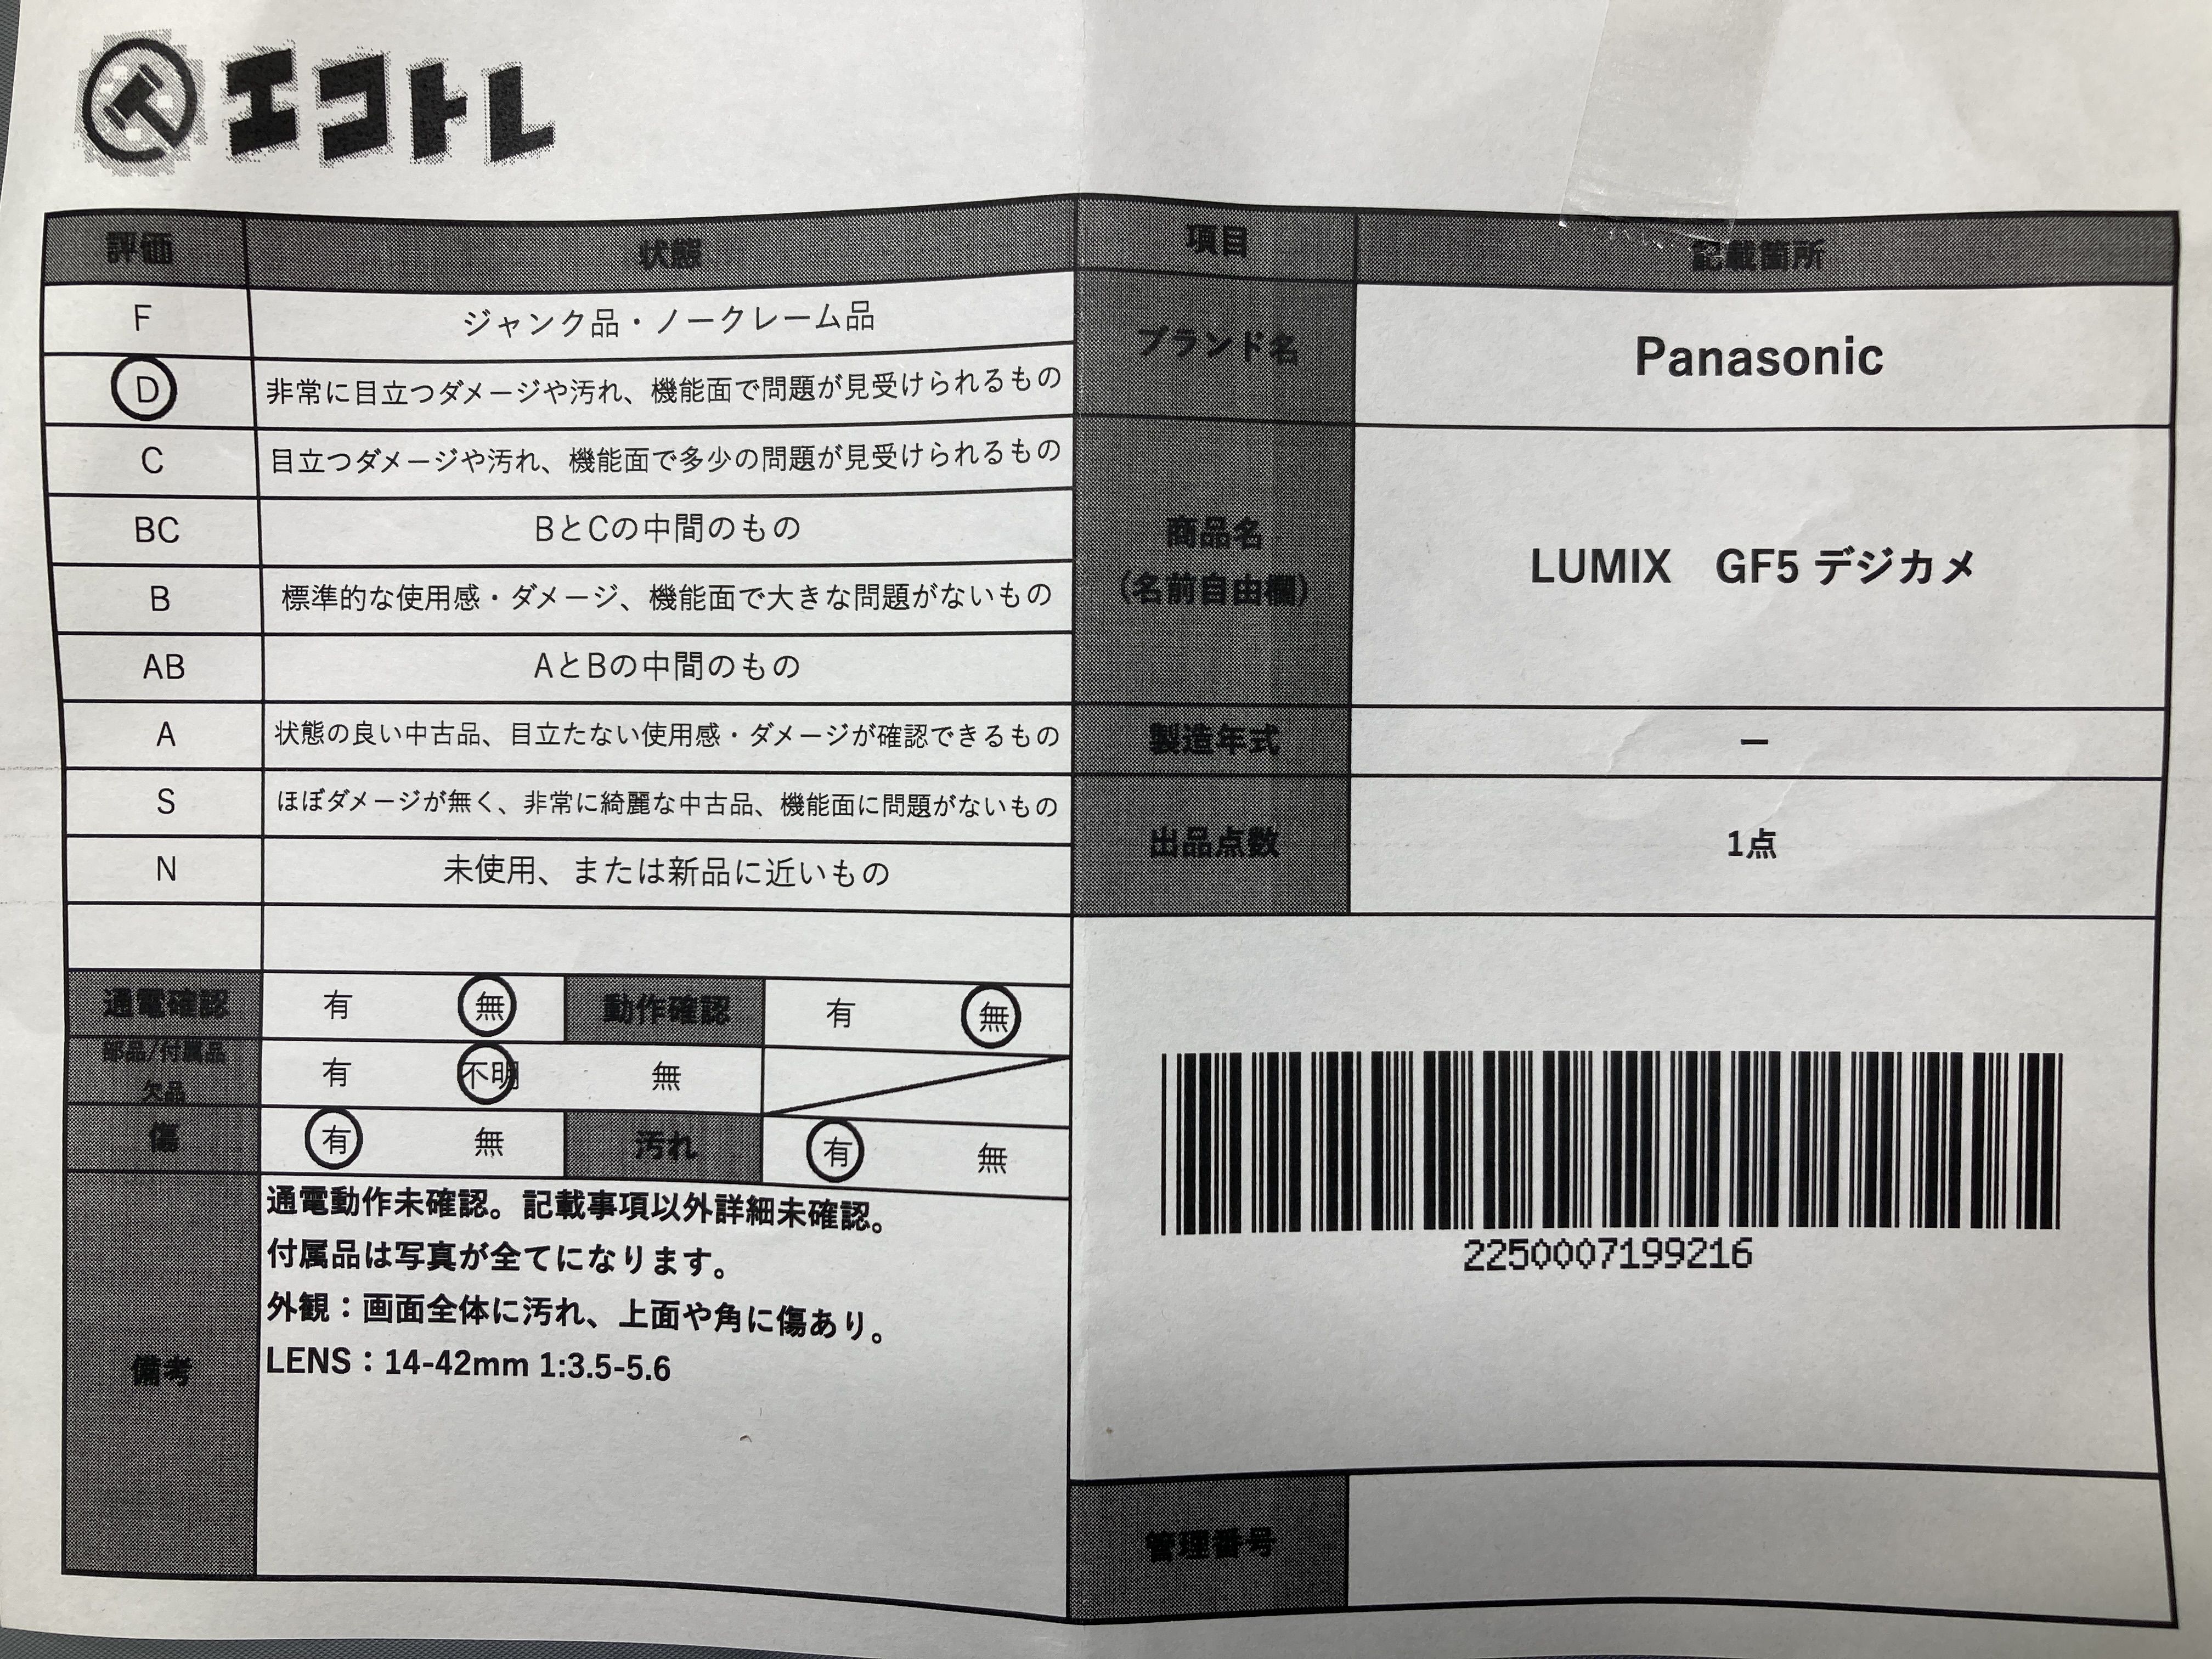 エコトレ
評価 状態
F ジャンク品・ノークレーム品
D 非常に目立つダメージや汚れ、機能面で問題が見受けられるもの
C 目立つダメージや汚れ、機能面で多少の問題が見受けられるもの
BC BとCの中間のもの
B 標準的な使用感・ダメージ、機能面で大きな問題がないもの
AB AとBの中間のもの
A 状態の良い中古品、目立たない使用感・ダメージが確認できるもの
S ほぼダメージが無く、非常に綺麗な中古品、機能面に問題がないもの
N 未使用、または新品に近いもの
通電確認 有 無 動作確認 有 無
部品/付属品
欠品 有 不明 無
傷 有 無 汚れ 有 無
備考
通電動作未確認。記載事項以外詳細未確認。
付属品は写真が全てになります。
外観：画面全体に汚れ、上面や角に傷あり。
LENS：14-42mm 1:3.5-5.6
項目 記載箇所
ブランド名 Panasonic
商品名
(名前自由欄) LUMIX　GF5 デジカメ
製造年式 ー
出品点数 1点
2250007199216
管理番号